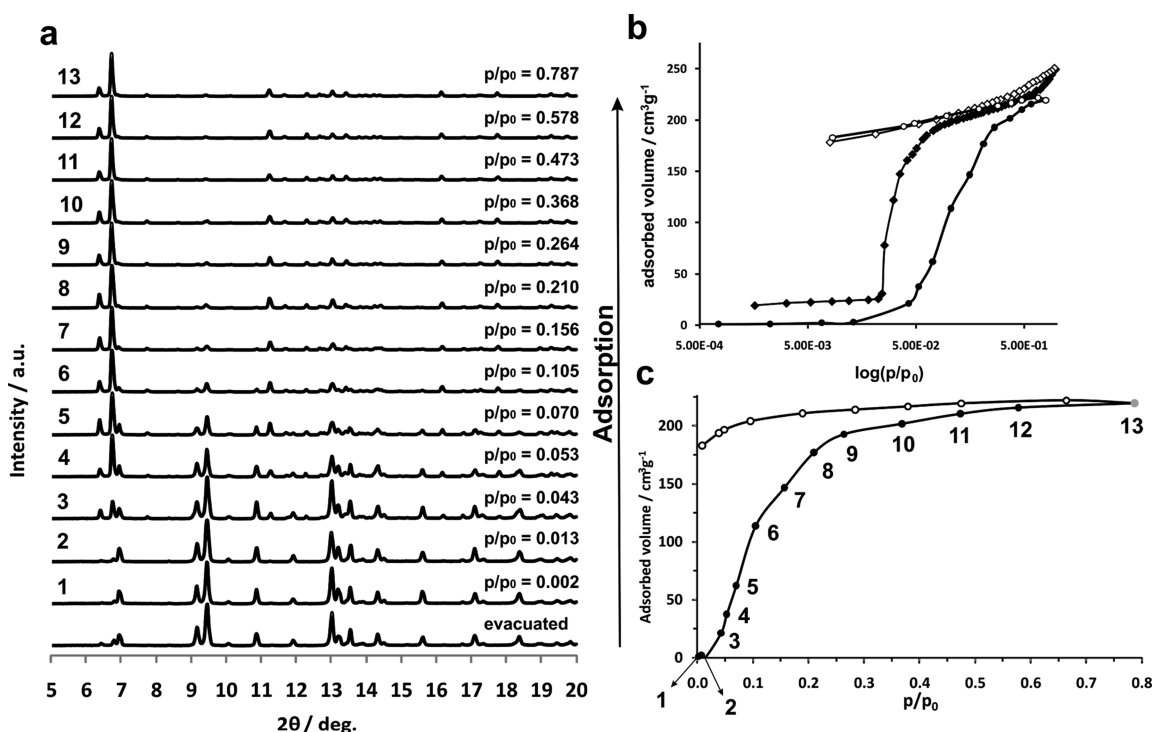 a
13
p/p₀ = 0.787
12
p/p₀ = 0.578
11
p/p₀ = 0.473
10
p/p₀ = 0.368
9
p/p₀ = 0.264
8
p/p₀ = 0.210
7
p/p₀ = 0.156
6
p/p₀ = 0.105
5
p/p₀ = 0.070
4
p/p₀ = 0.053
3
p/p₀ = 0.043
2
p/p₀ = 0.013
1
p/p₀ = 0.002
evacuated
Intensity / a.u.
5 6 7 8 9 10 11 12 13 14 15 16 17 18 19 20
2θ / deg.
Adsorption
b
adsorbed volume / cm³g⁻¹
250
200
150
100
50
0
5.00E-04 5.00E-03 5.00E-02 5.00E-01
log(p/p₀)
c
Adsorbed volume / cm³g⁻¹
200
150
100
50
0
0.0 0.1 0.2 0.3 0.4 0.5 0.6 0.7 0.8
p/p₀
1
2
3
4
5
6
7
8
9
10
11
12
13